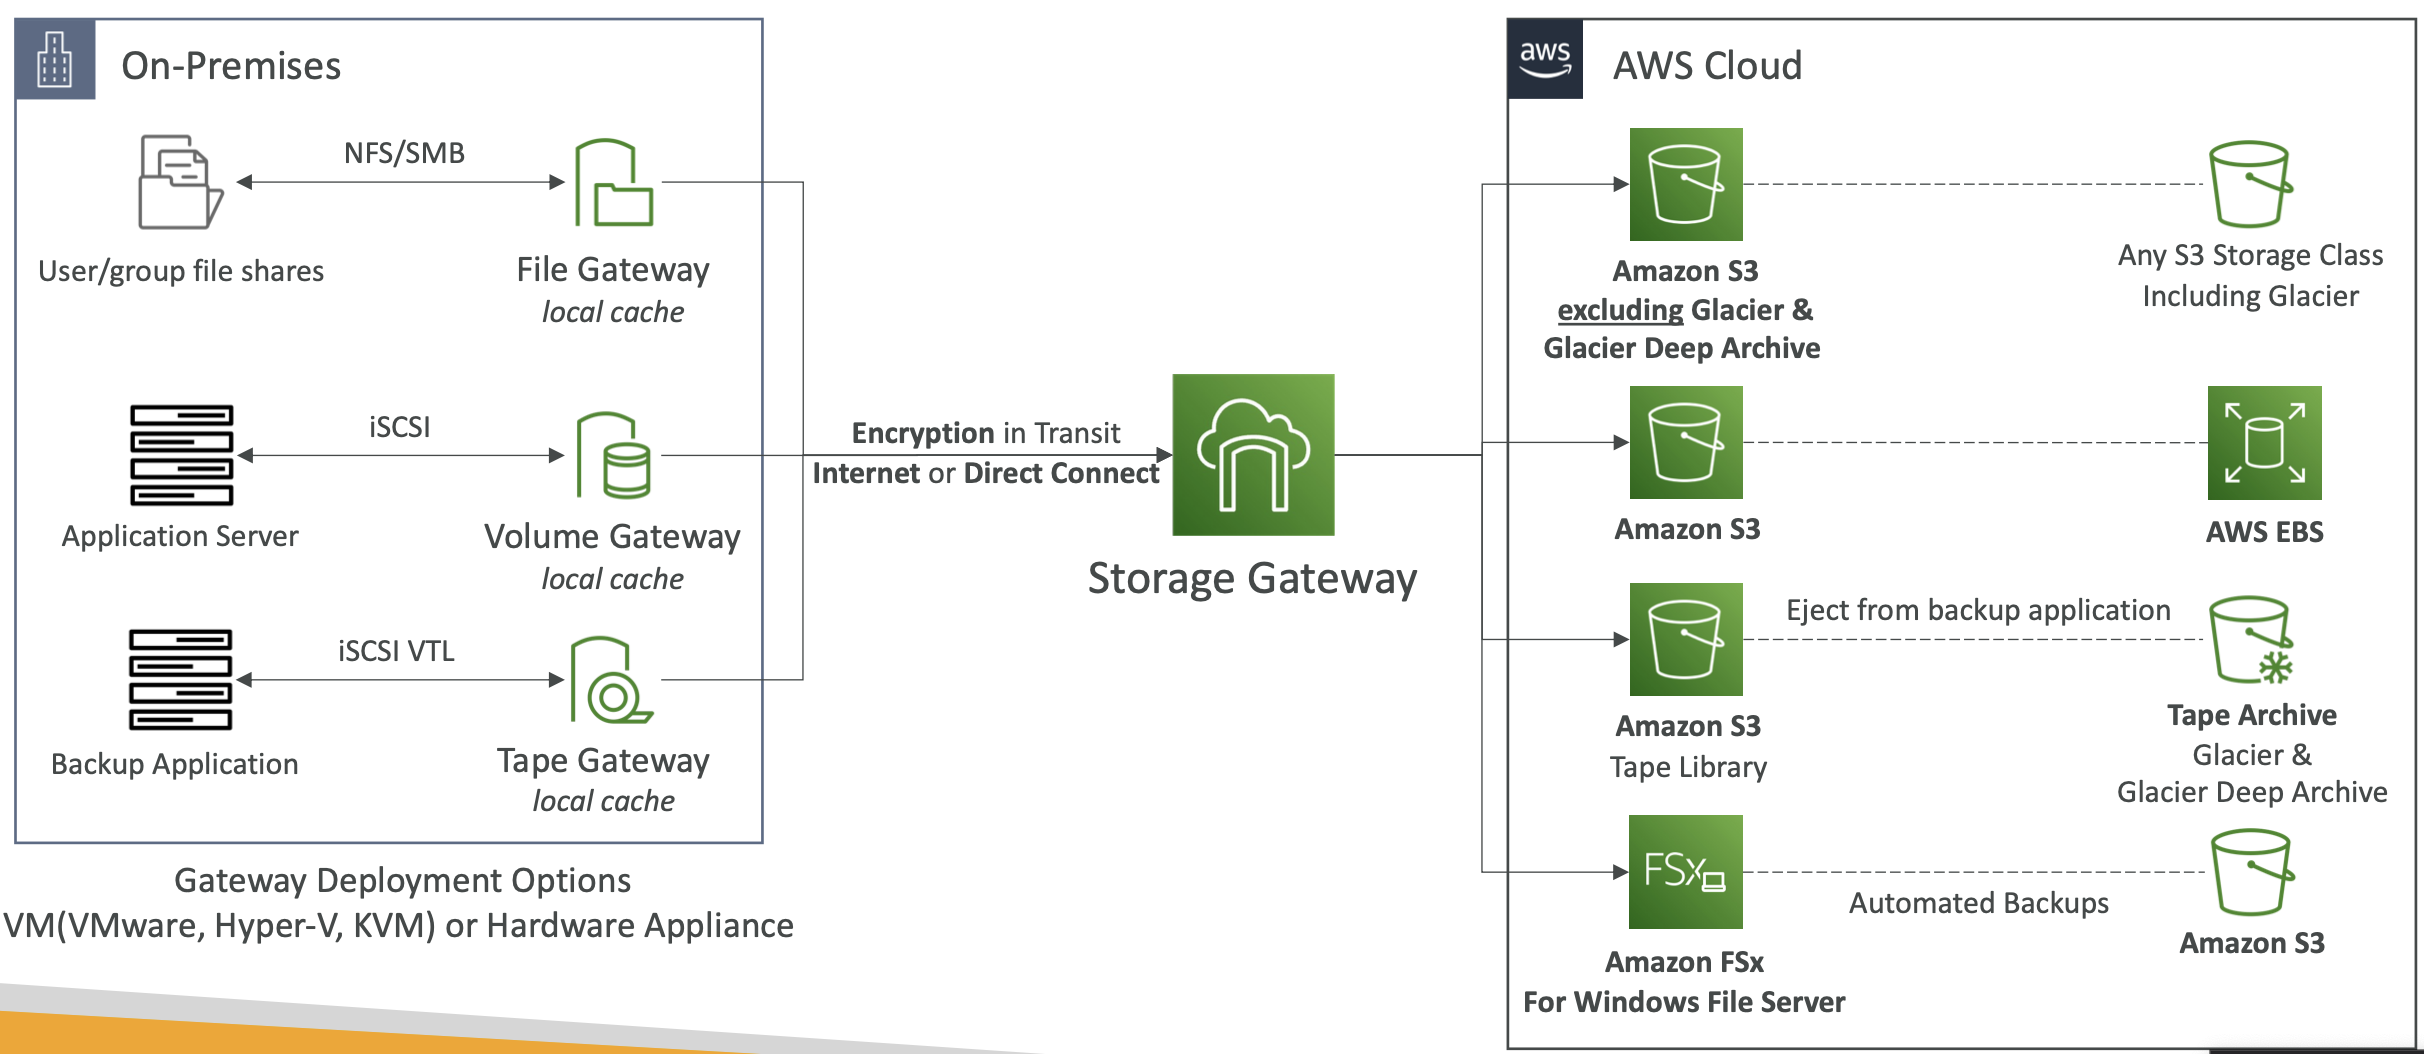 On-Premises
NFS/SMB
User/group file shares
File Gateway
local cache
iSCSI
Application Server
Volume Gateway
local cache
iSCSI VTL
Backup Application
Tape Gateway
local cache
Gateway Deployment Options
VM(VMware, Hyper-V, KVM) or Hardware Appliance
Encryption in Transit
Internet or Direct Connect
Storage Gateway
aws
AWS Cloud
Amazon S3
excluding Glacier &
Glacier Deep Archive
Any S3 Storage Class
Including Glacier
Amazon S3
AWS EBS
Amazon S3
Tape Library
Eject from backup application
Tape Archive
Glacier &
Glacier Deep Archive
FSx
Amazon FSx
For Windows File Server
Automated Backups
Amazon S3